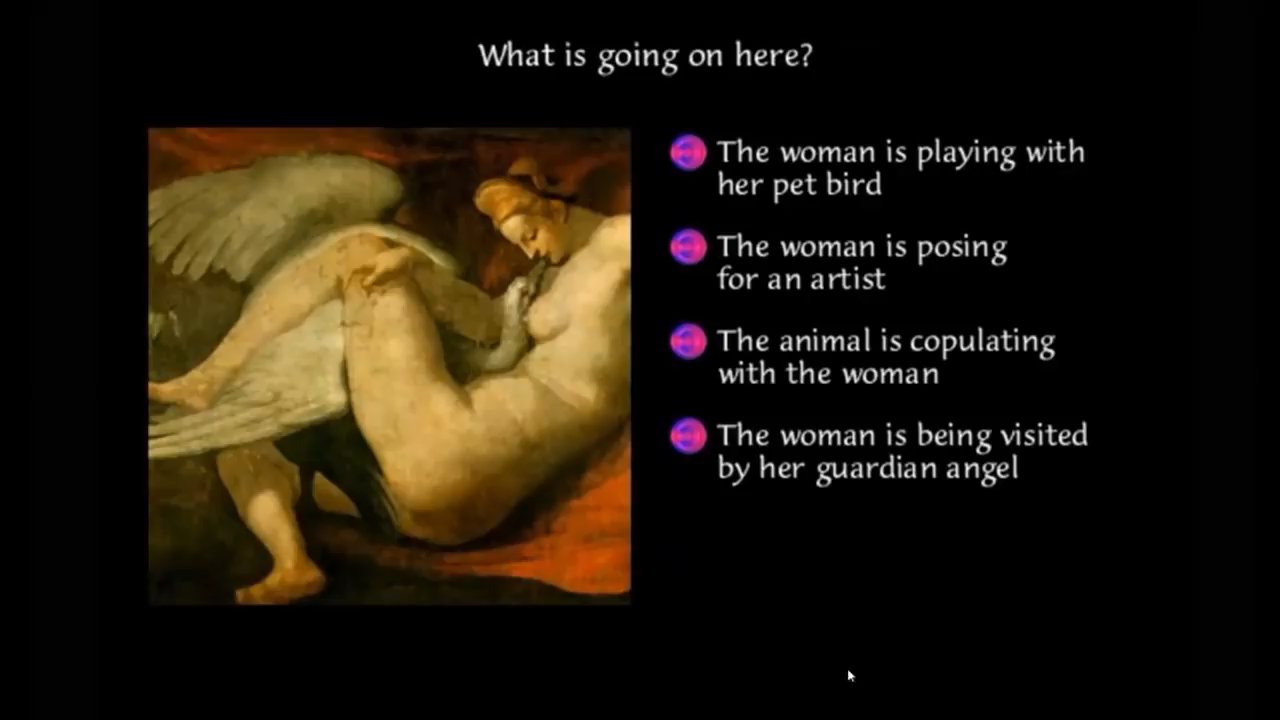 What is going on here?
The woman is playing with
her pet bird
The woman is posing
for an artist
The animal is copulating
with the woman
The woman is being visited
by her guardian angel